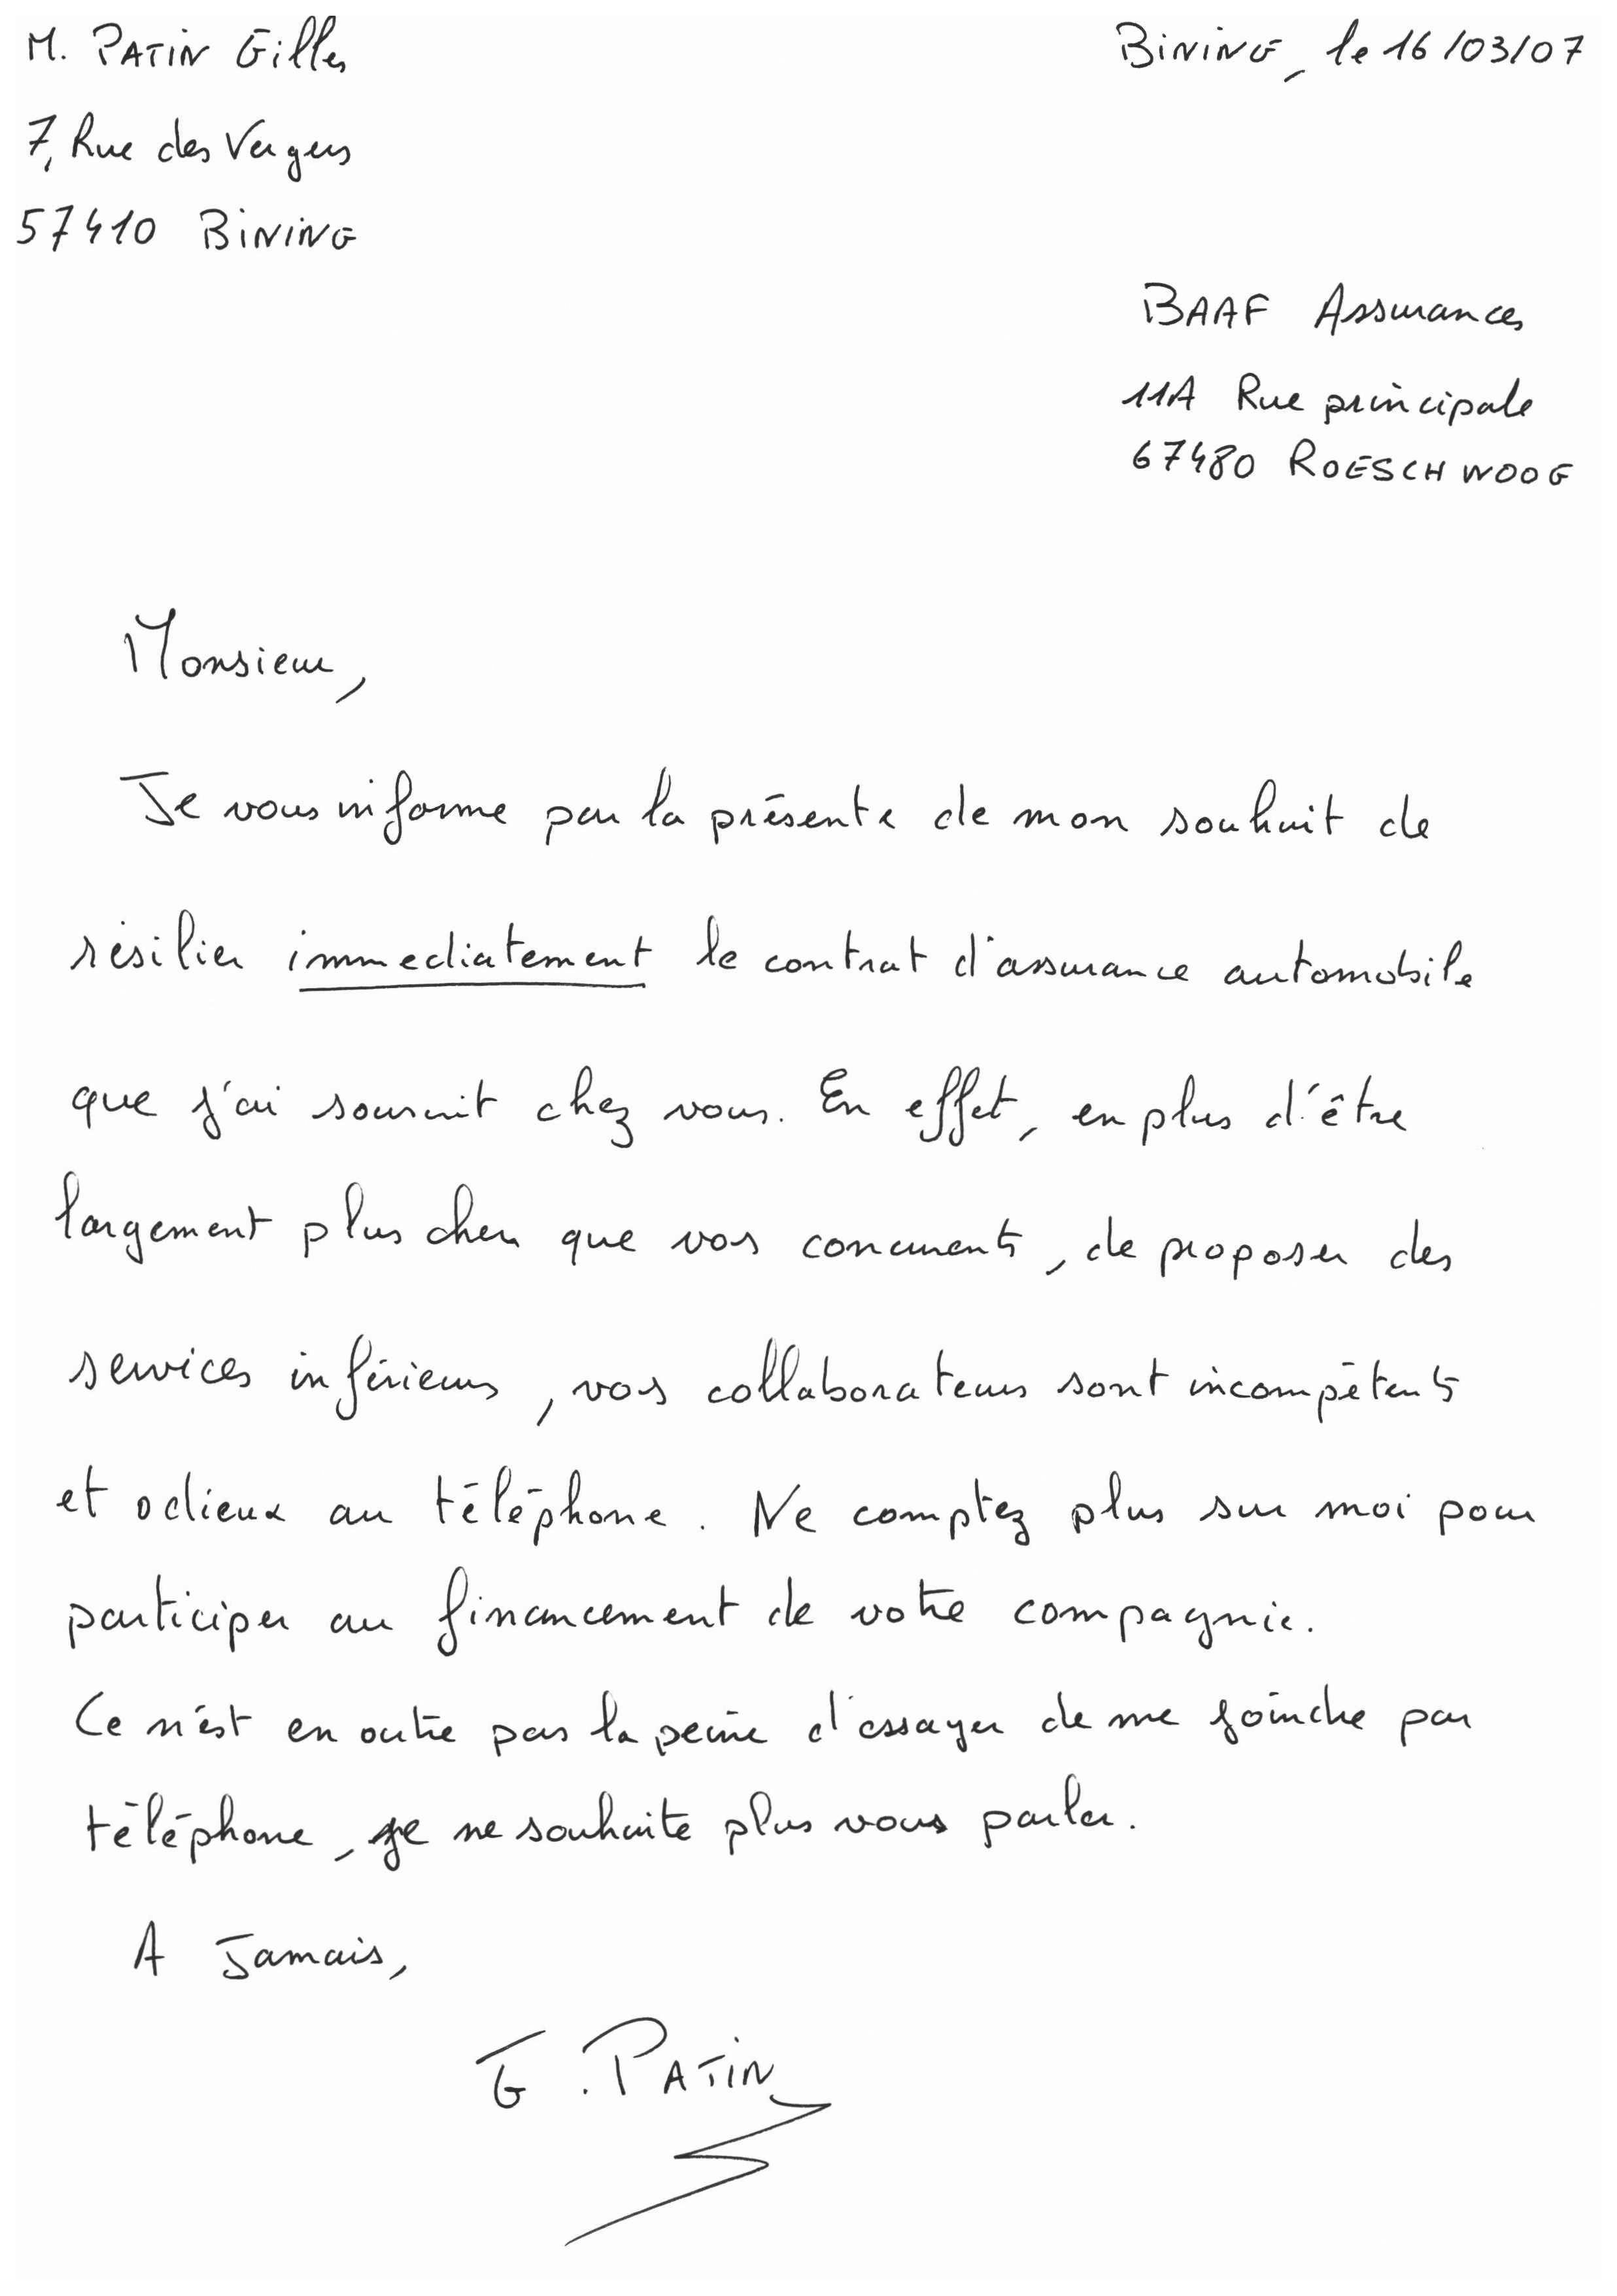 M. PATIN Gilles
Bining, le 16/03/07
7, Rue des Vergers
57410 BINING
BAAF Assurances
11A Rue principale
67480 ROESCHWOOG
Monsieur,
Je vous informe par la présente de mon souhait de
résilier immediatement le contrat d'assurance automobile
que j'ai souscrit chez vous. En effet, en plus d'être
largement plus cher que vos concurrents, de proposer des
services inférieurs, vos collaborateurs sont incompétents
et odieux au téléphone. Ne comptez plus sur moi pour
participer au financement de votre compagnie.
Ce n'est en outre pas la peine d'essayer de me joindre par
téléphone, je ne souhaite plus vous parler.
A Jamais,
G. PATIN